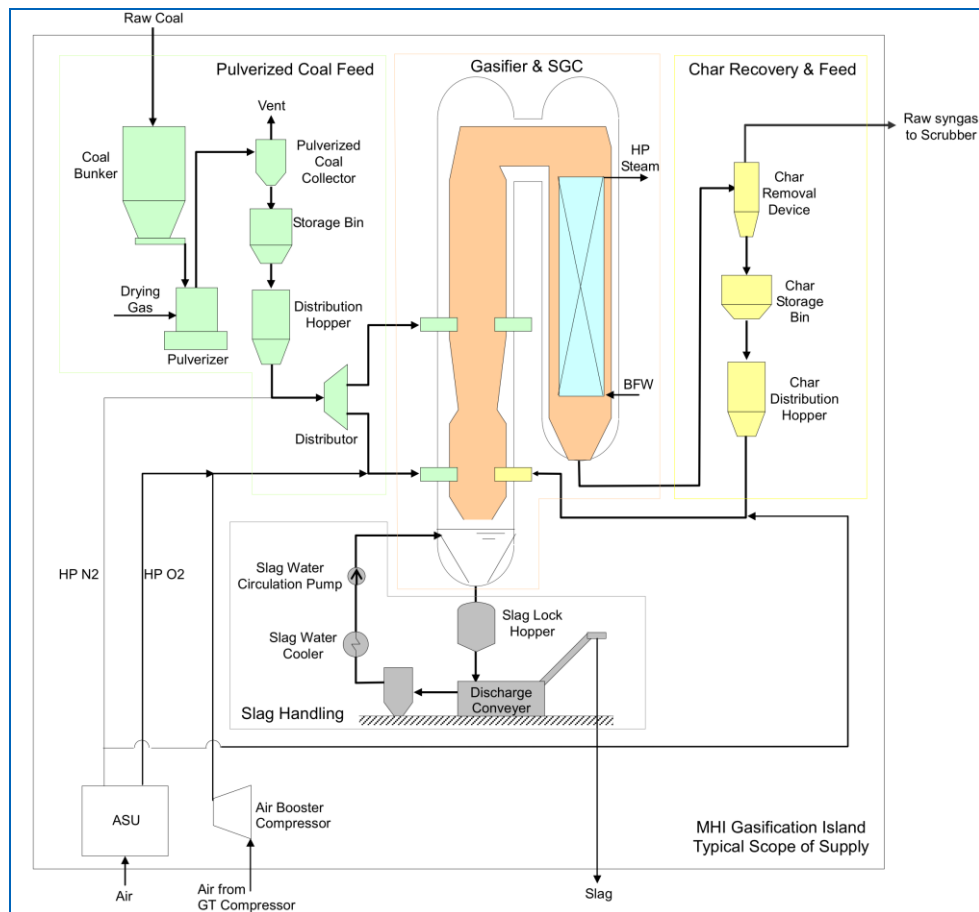 Raw Coal
Pulverized Coal Feed
Gasifier & SGC
Char Recovery & Feed
Vent
Raw syngas
to Scrubber
Coal
Bunker
Pulverized
Coal
Collector
HP
Steam
Char
Removal
Device
Storage Bin
Drying
Gas
Char
Storage
Bin
Distribution
Hopper
Pulverizer
BFW
Char
Distribution
Hopper
Distributor
HP N2
HP O2
Slag Water
Circulation Pump
Slag Lock
Hopper
Slag Water
Cooler
Discharge
Conveyer
Slag Handling
ASU
Air Booster
Compressor
MHI Gasification Island
Typical Scope of Supply
Air
Air from
GT Compressor
Slag